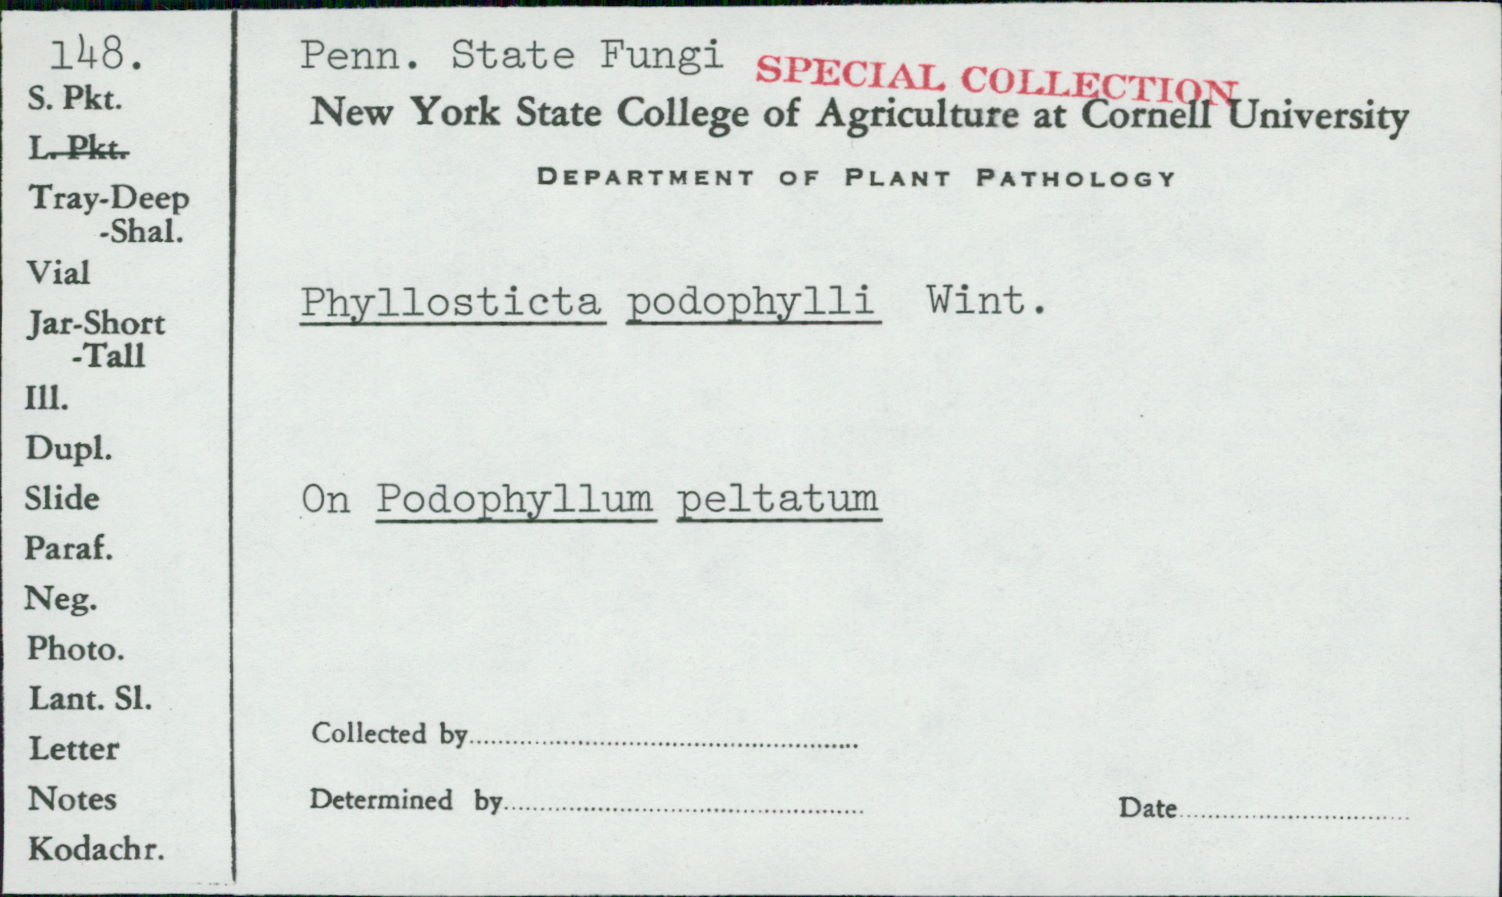 148.
S. Pkt.
L. Pkt.
Tray-Deep
-Shal.
Vial
Jar-Short
-Tall
Ill.
Dupl.
Slide
Paraf.
Neg.
Photo.
Lant. Sl.
Letter
Notes
Kodachr.
Penn. State Fungi
SPECIAL COLLECTION
New York State College of Agriculture at Cornell University
DEPARTMENT OF PLANT PATHOLOGY
Phyllosticta podophylli Wint.
On Podophyllum peltatum
Collected by
Determined by
Date